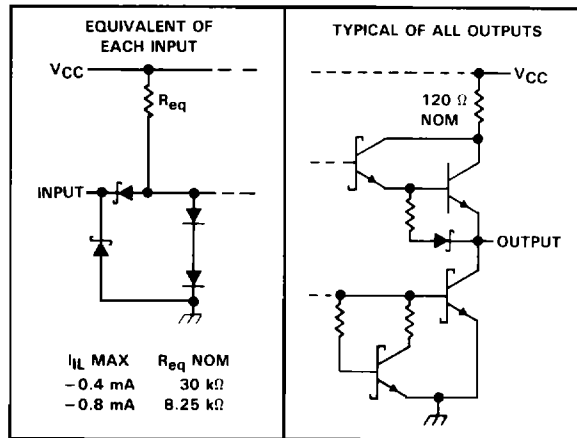 EQUIVALENT OF
EACH INPUT
VCC
Req
INPUT
IIL MAX Req NOM
-0.4 mA 30 kΩ
-0.8 mA 8.25 kΩ
TYPICAL OF ALL OUTPUTS
VCC
120 Ω
NOM
OUTPUT